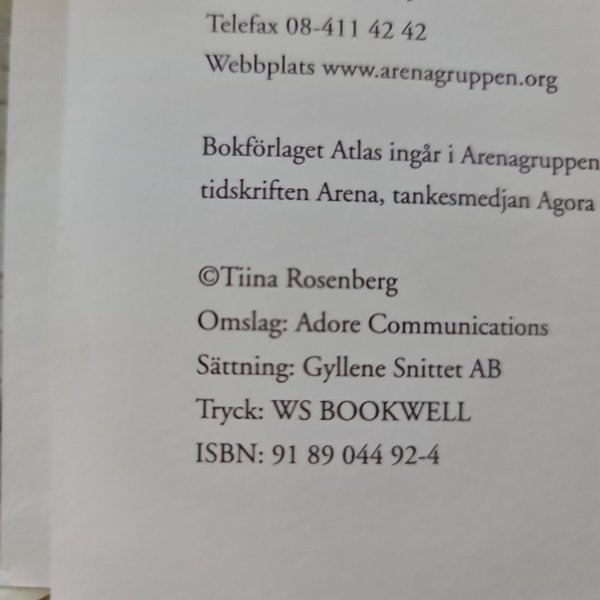 Telefax 08-411 42 42
Webbplats www.arenagruppen.org
Bokförlaget Atlas ingår i Arenagruppen
tidskriften Arena, tankesmedjan Agora
©Tiina Rosenberg
Omslag: Adore Communications
Sättning: Gyllene Snittet AB
Tryck: WS BOOKWELL
ISBN: 91 89 044 92-4